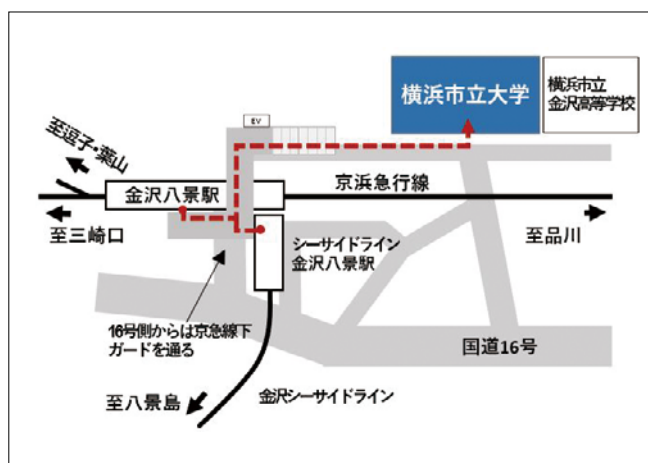 横浜市立大学
横浜市立
金沢高等学校
EV
至逗子・葉山
金沢八景駅
京浜急行線
至三崎口
シーサイドライン
金沢八景駅
至品川
16号側からは京急線下
ガードを通る
国道16号
至八景島
金沢シーサイドライン